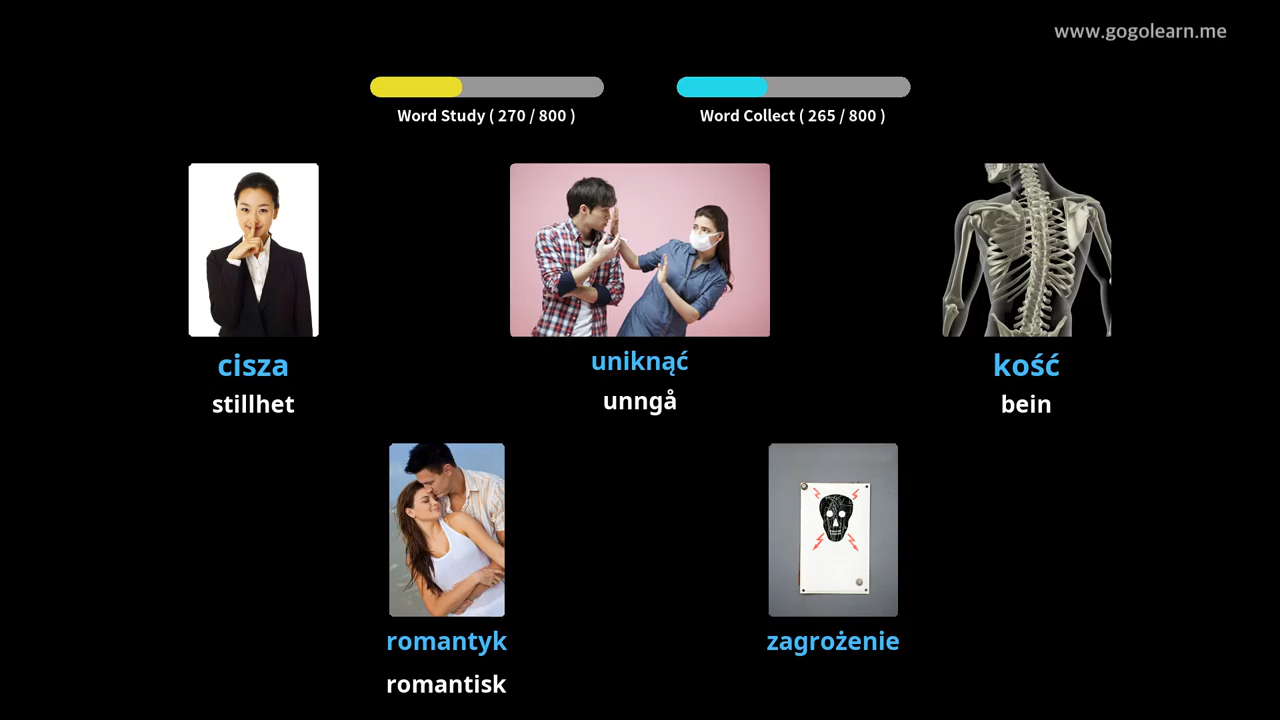 www.gogolearn.me
Word Study ( 270 / 800 )
Word Collect ( 265 / 800 )
cisza
stillhet
uniknąć
unngå
kość
bein
romantyk
romantisk
zagrożenie